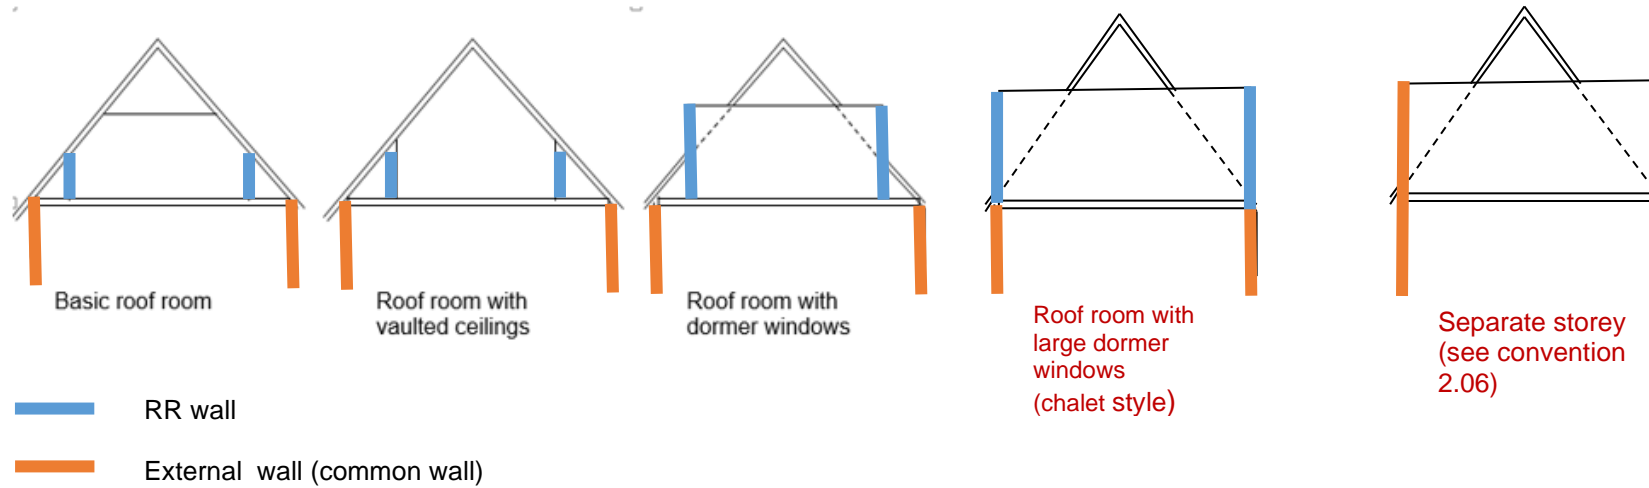 Basic roof room
Roof room with
vaulted ceilings
Roof room with
dormer windows
Roof room with
large dormer
windows
(chalet style)
Separate storey
(see convention
2.06)
RR wall
External  wall (common wall)